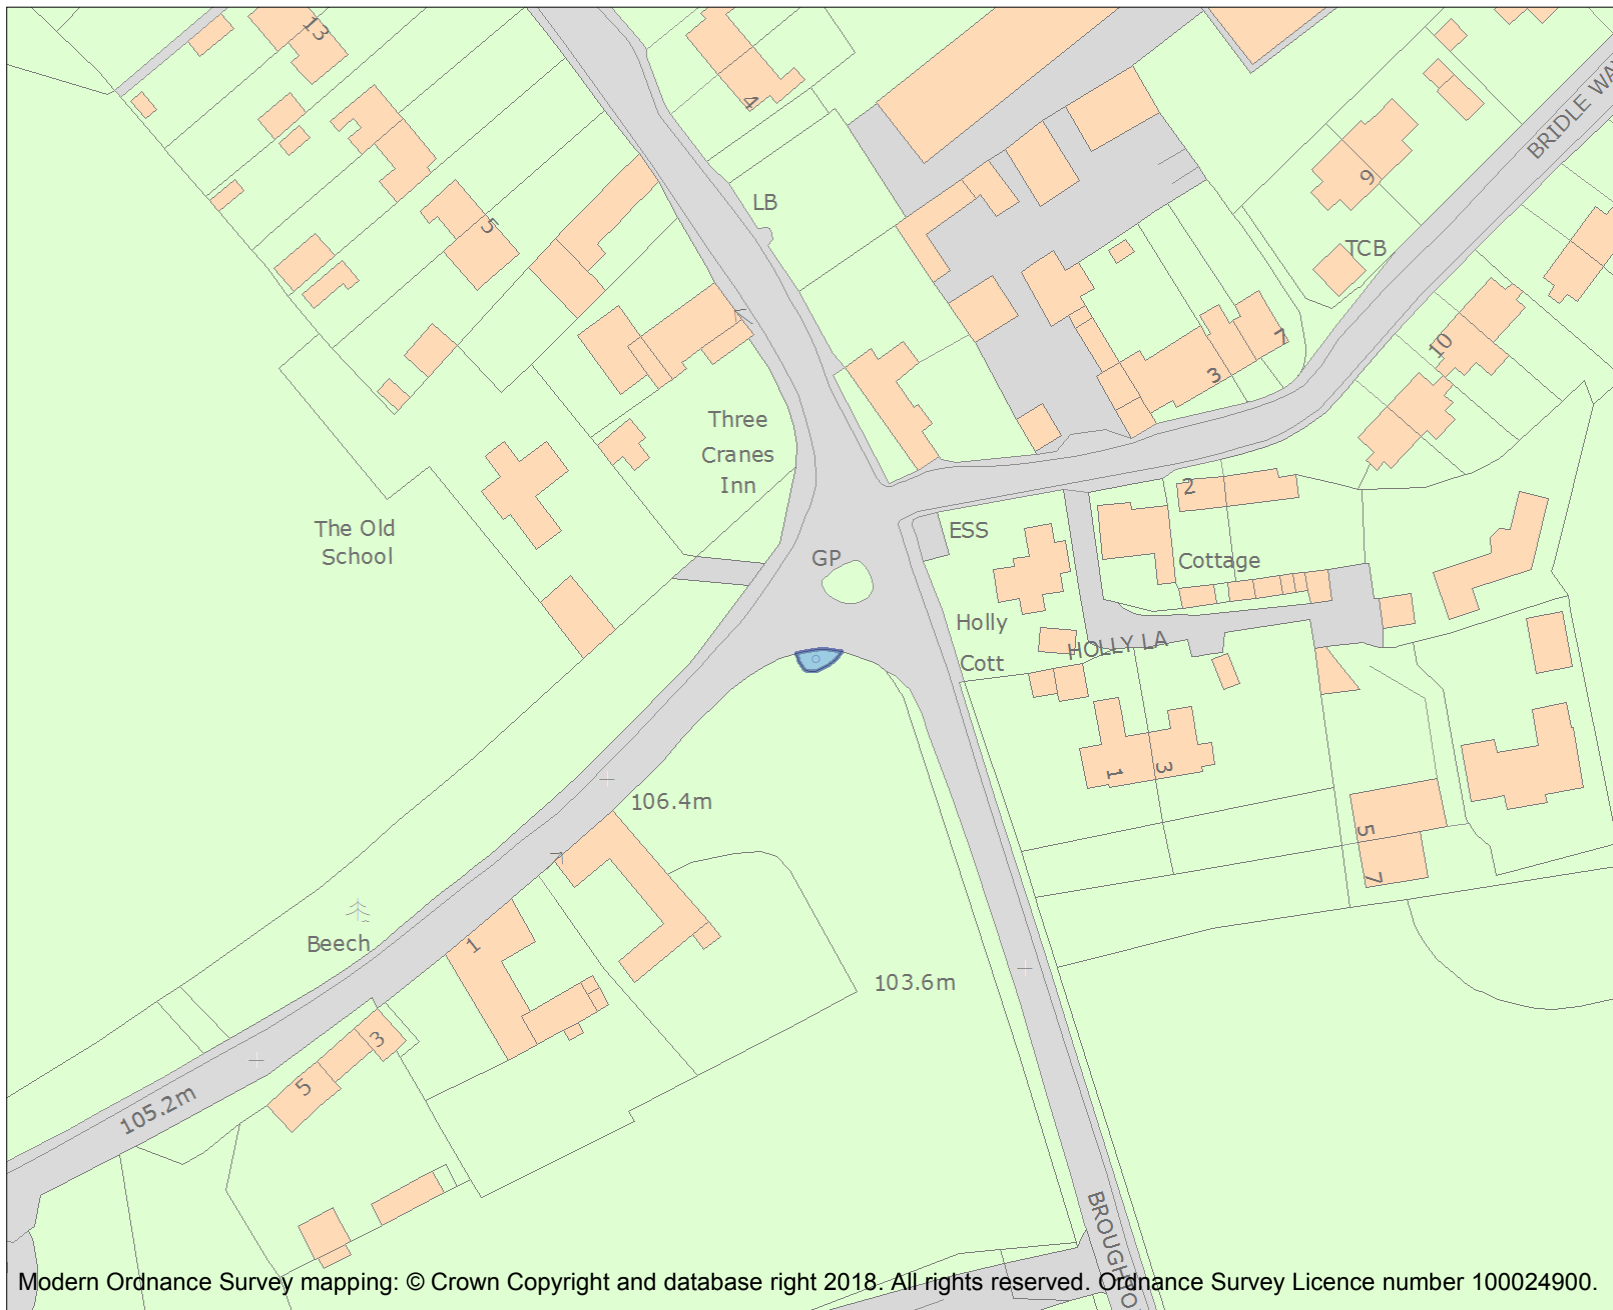 13
4
BRIDLE WA
9
LB
5
TCB
7
10
3
Three
Cranes
Inn
2
The Old
School
ESS
Cottage
GP
Holly
HOLLY LA
Cott
1
3
106.4m
5
7
Beech
1
103.6m
3
5
105.2m
BROUGHTO
Modern Ordnance Survey mapping: © Crown Copyright and database right 2018. All rights reserved. Ordnance Survey Licence number 100024900.